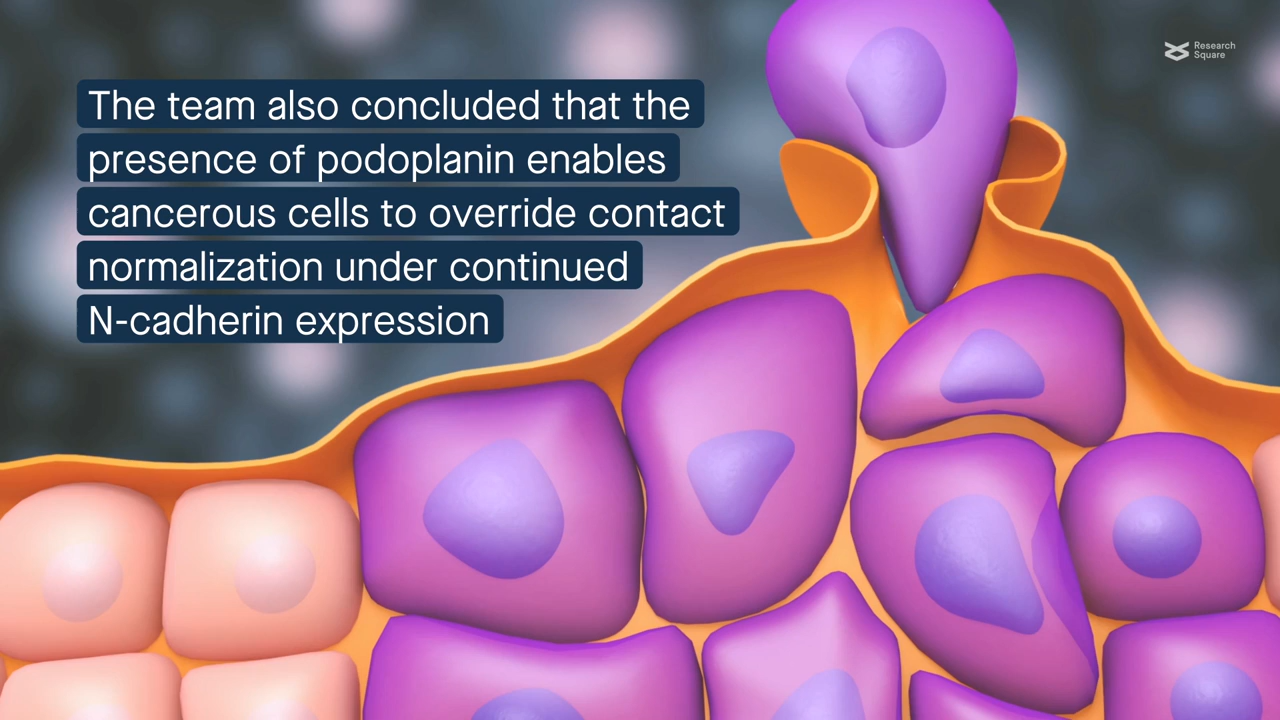 The team also concluded that the
presence of podoplanin enables
cancerous cells to override contact
normalization under continued
N-cadherin expression
Research
Square